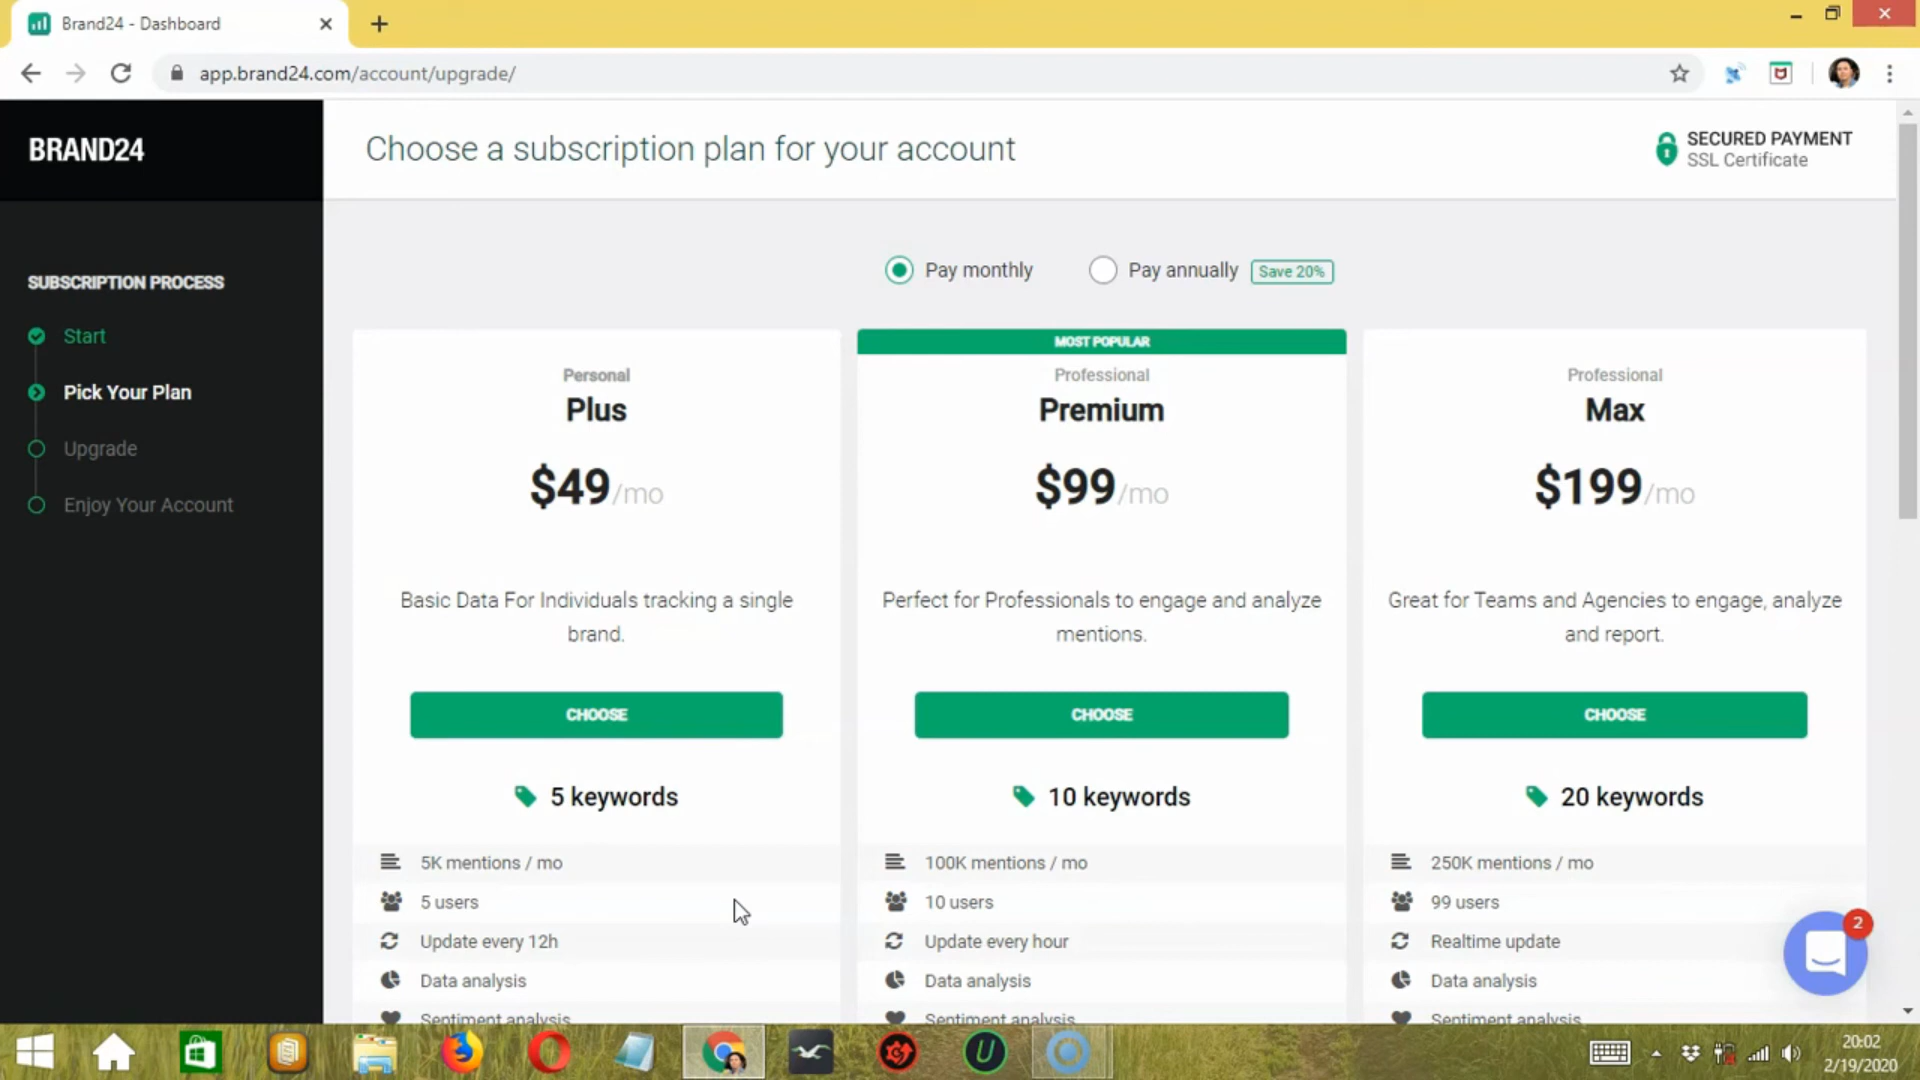 Brand24 - Dashboard
app.brand24.com/account/upgrade/
BRAND24
Choose a subscription plan for your account
SECURED PAYMENT
SSL Certificate
SUBSCRIPTION PROCESS
Start
Pick Your Plan
Upgrade
Enjoy Your Account
Pay monthly
Pay annually
Save 20%
Personal
Plus
$49/mo
Basic Data For Individuals tracking a single
brand.
CHOOSE
5 keywords
5K mentions / mo
5 users
Update every 12h
Data analysis
Sentiment analysis
MOST POPULAR
Professional
Premium
$99/mo
Perfect for Professionals to engage and analyze
mentions.
CHOOSE
10 keywords
100K mentions / mo
10 users
Update every hour
Data analysis
Sentiment analysis
Professional
Max
$199/mo
Great for Teams and Agencies to engage, analyze
and report.
CHOOSE
20 keywords
250K mentions / mo
99 users
Realtime update
Data analysis
Sentiment analysis
2
20:02
2/19/2020